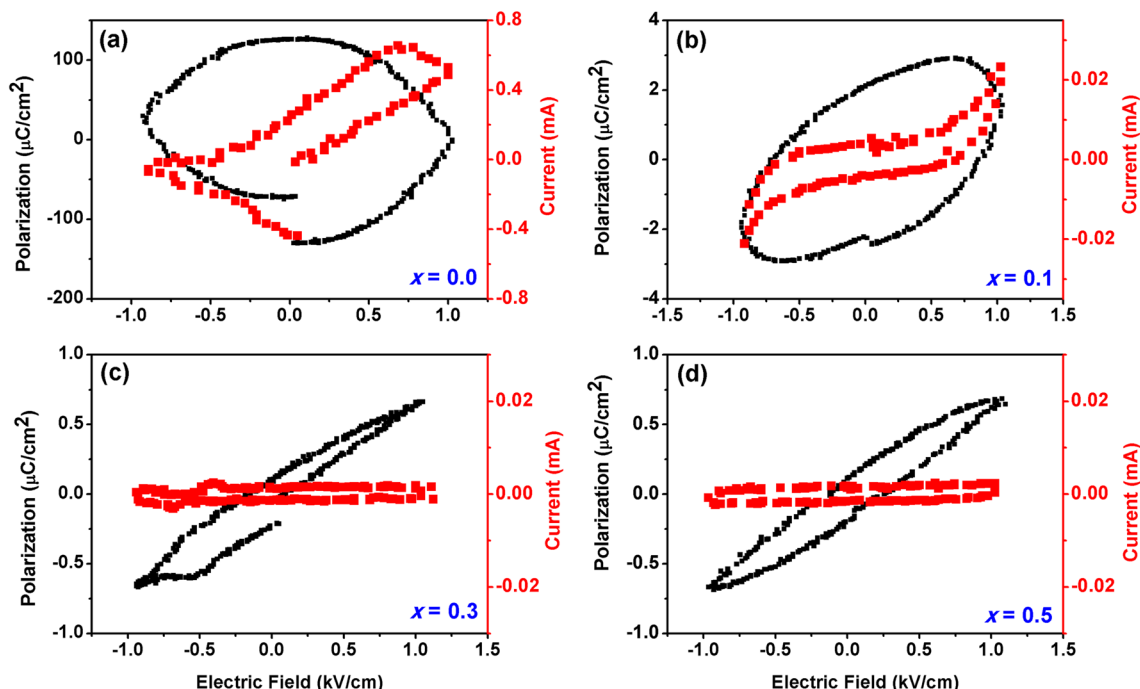 (a)
Polarization (μC/cm²)
100
0
-100
-200
-1.0 -0.5 0.0 0.5 1.0
0.8
0.4
0.0
-0.4
-0.8
Current (mA)
x = 0.0
(b)
Polarization (μC/cm²)
4
2
0
-2
-4
-1.5 -1.0 -0.5 0.0 0.5 1.0 1.5
0.02
0.00
-0.02
Current (mA)
x = 0.1
(c)
Polarization (μC/cm²)
1.0
0.5
0.0
-0.5
-1.0
-1.0 -0.5 0.0 0.5 1.0 1.5
Electric Field (kV/cm)
0.02
0.00
-0.02
Current (mA)
x = 0.3
(d)
Polarization (μC/cm²)
1.0
0.5
0.0
-0.5
-1.0
-1.0 -0.5 0.0 0.5 1.0 1.5
Electric Field (kV/cm)
0.02
0.00
-0.02
Current (mA)
x = 0.5